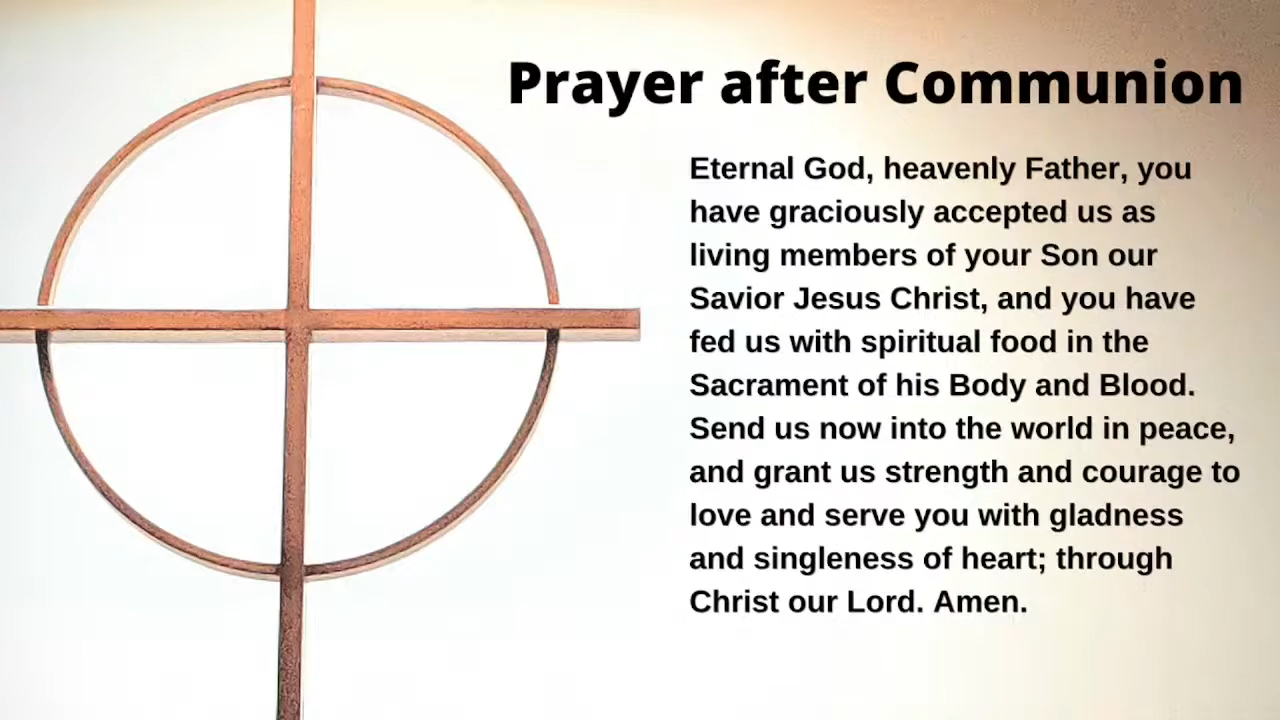 Prayer after Communion
Eternal God, heavenly Father, you
have graciously accepted us as
living members of your Son our
Savior Jesus Christ, and you have
fed us with spiritual food in the
Sacrament of his Body and Blood.
Send us now into the world in peace,
and grant us strength and courage to
love and serve you with gladness
and singleness of heart; through
Christ our Lord. Amen.